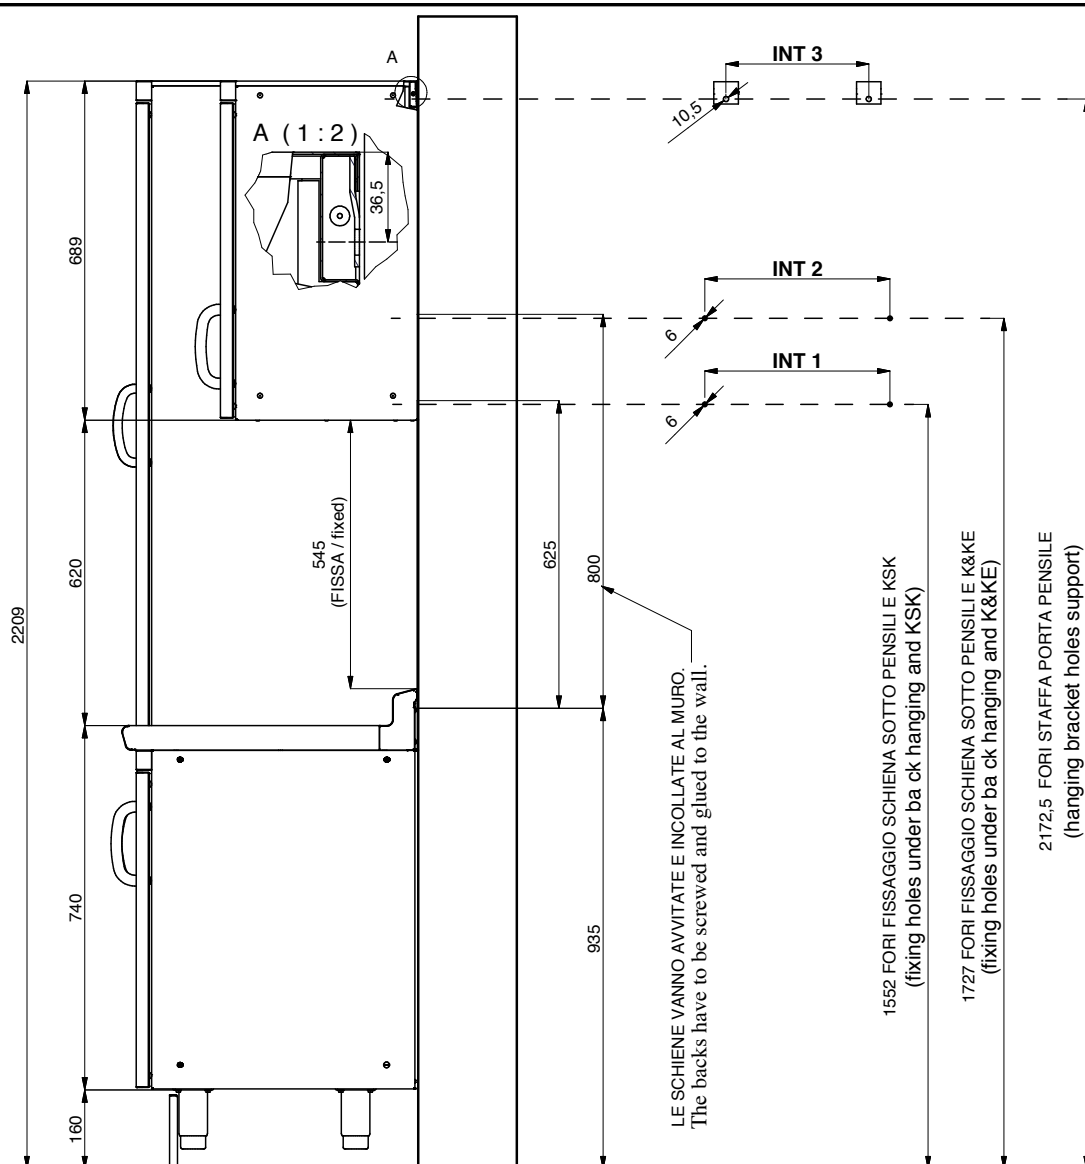 A
INT 3
10,5
A ( 1 : 2 )
36,5
689
INT 2
6
INT 1
6
2209
620
545
(FISSA / fixed)
625
800
740
935
160
LE SCHIENE VANNO AVVITATE E INCOLLATE AL MURO.
The backs have to be screwed and glued to the wall.
1552 FORI FISSAGGIO SCHIENA SOTTO PENSILI E KSK
(fixing holes under ba ck hanging and KSK)
1727 FORI FISSAGGIO SCHIENA SOTTO PENSILI E K&KE
(fixing holes under ba ck hanging and K&KE)
2172,5 FORI STAFFA PORTA PENSILE
(hanging bracket holes support)